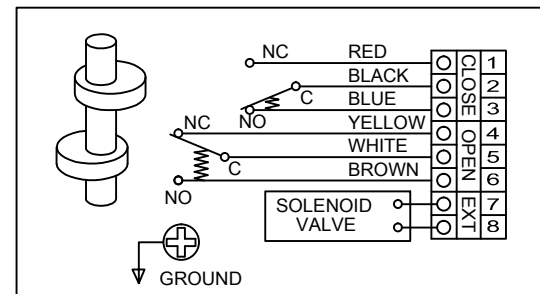 NC RED
BLACK
C BLUE
NO
NC YELLOW
WHITE
C BROWN
NO
CLOSE
OPEN
EXT
1
2
3
4
5
6
7
8
SOLENOID
VALVE
GROUND